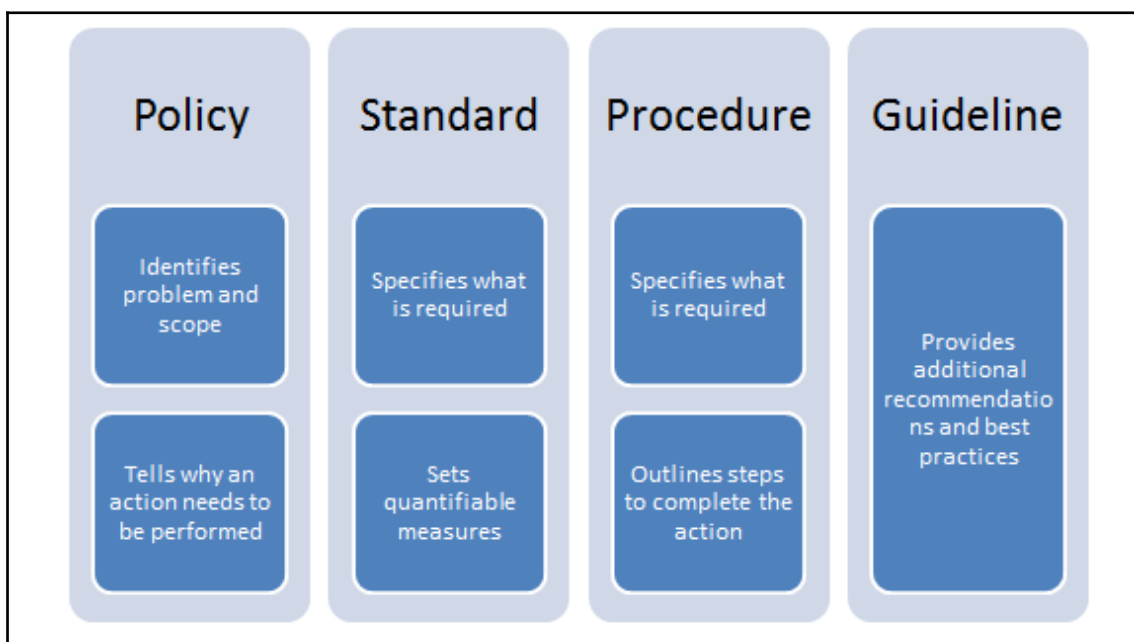 Policy
Identifies
problem and
scope
Tells why an
action needs to
be performed
Standard
Specifies what
is required
Sets
quantifiable
measures
Procedure
Specifies what
is required
Outlines steps
to complete the
action
Guideline
Provides
additional
recommendatio
ns and best
practices